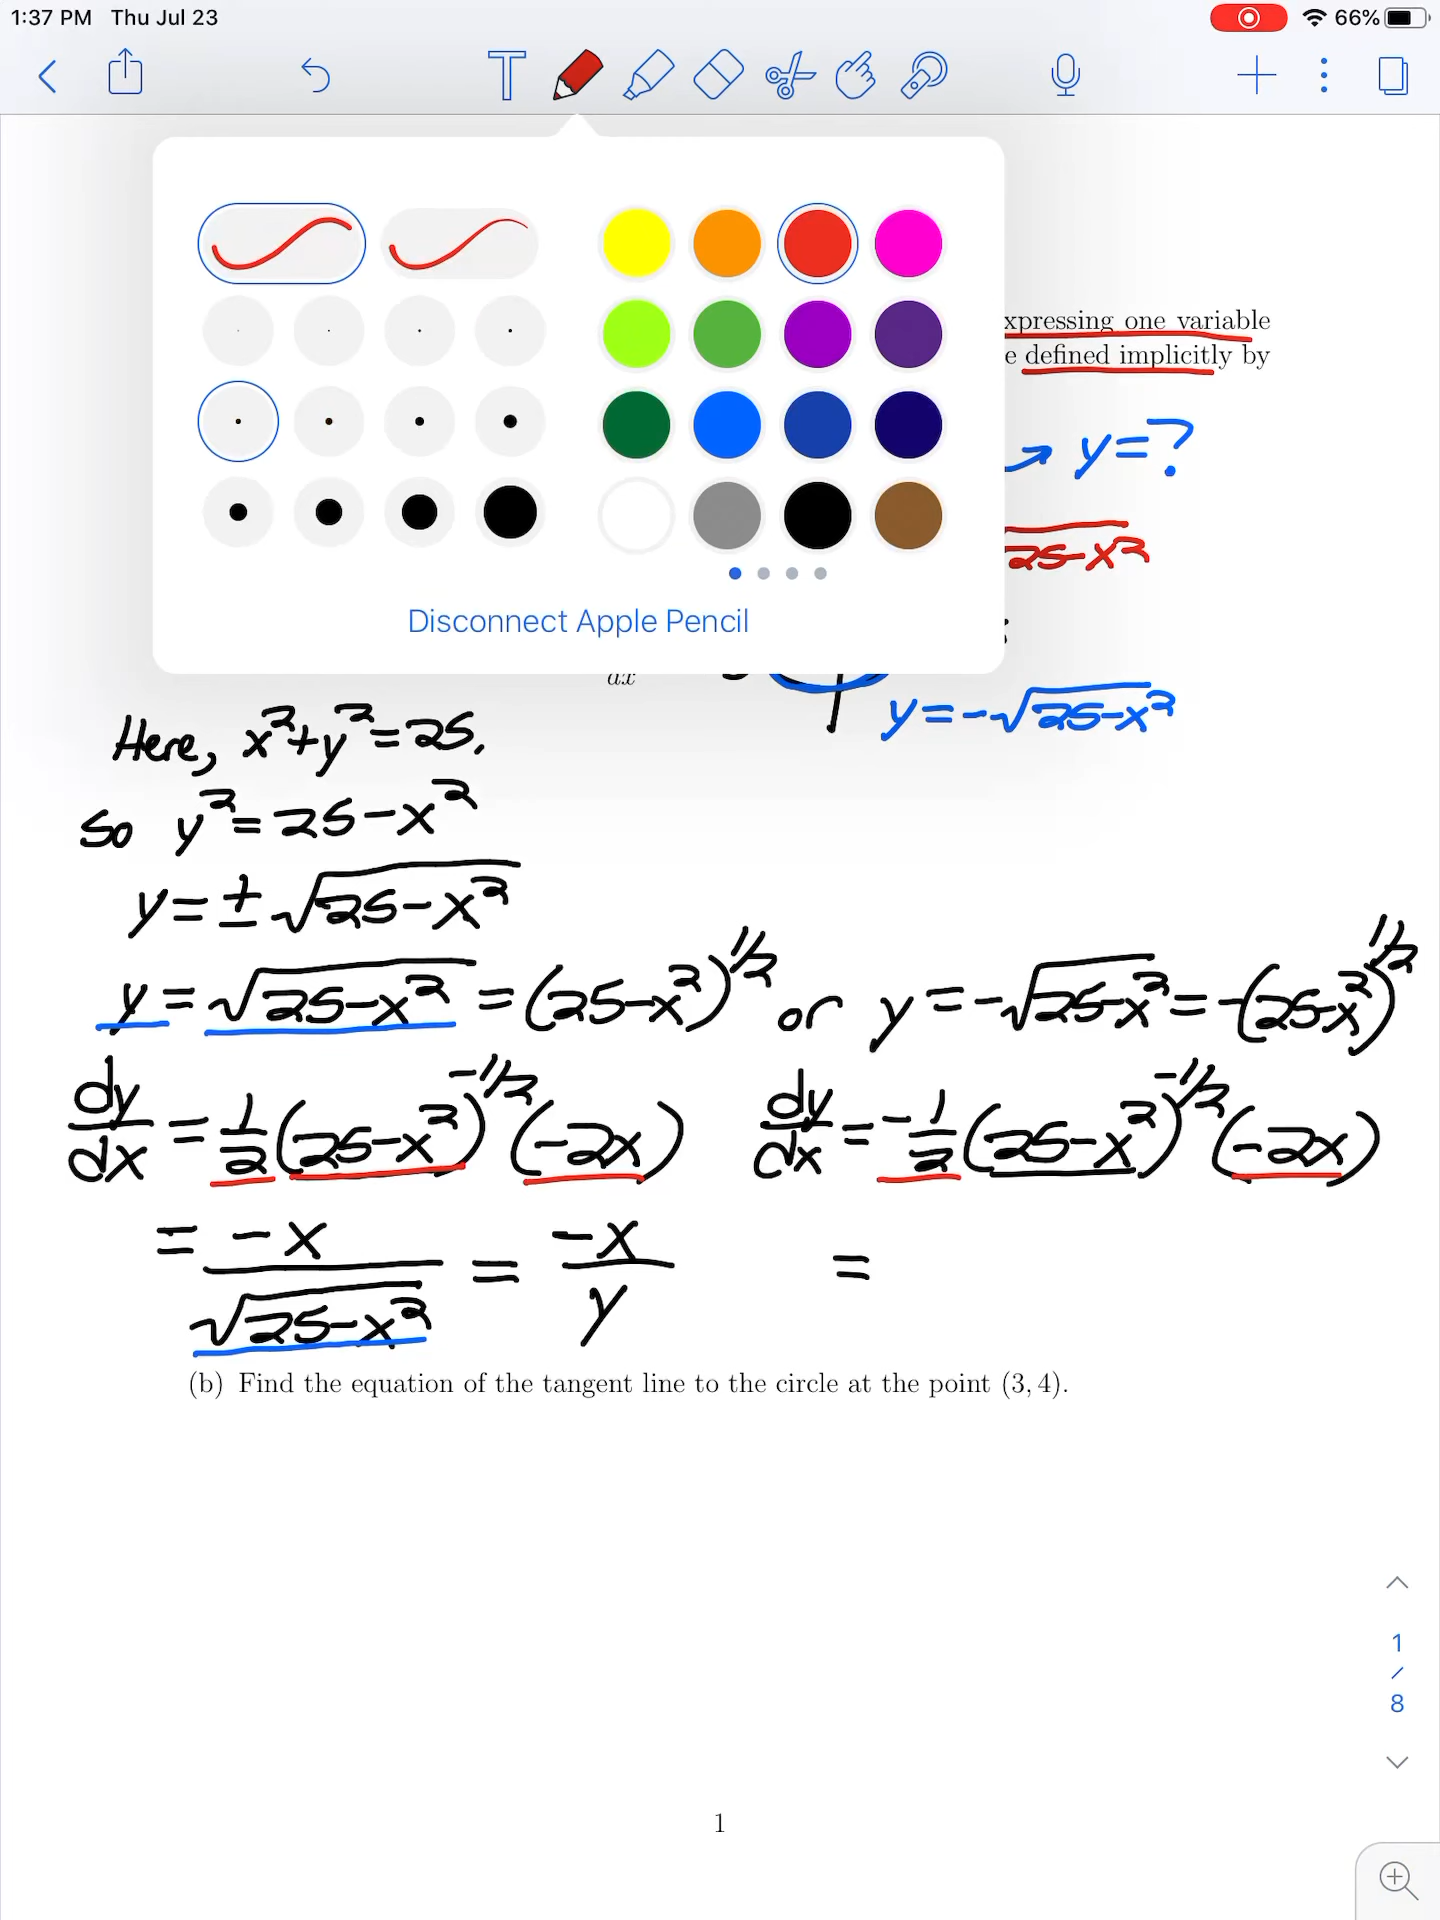 1:37 PM Thu Jul 23 66%
T
Disconnect Apple Pencil
xpressing one variable
e defined implicitly by
→ y=?
25-x²
dx
y=-√25-x²
Here, x²+y²=25,
so y²=25-x²
y=±√25-x²
y=√25-x² =(25-x²)^1/2 or y=-√25-x²=-(25-x²)^1/2
dy/dx=1/2(25-x²)^-1/2(-2x) dy/dx=-1/2(25-x²)^-1/2(-2x)
= -x/√25-x² = -x/y =
(b) Find the equation of the tangent line to the circle at the point (3, 4).
1
/
8
1